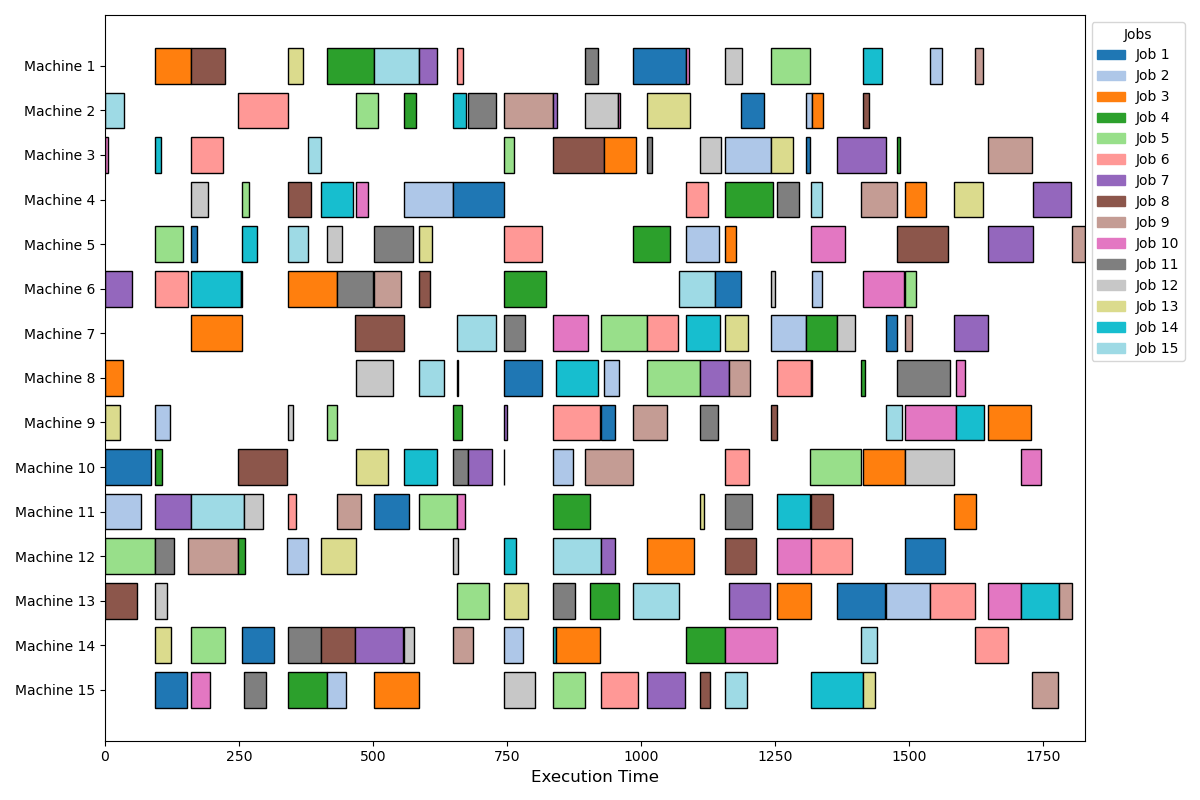 Machine 1
Machine 2
Machine 3
Machine 4
Machine 5
Machine 6
Machine 7
Machine 8
Machine 9
Machine 10
Machine 11
Machine 12
Machine 13
Machine 14
Machine 15
0 250 500 750 1000 1250 1500 1750
Execution Time
Jobs
Job 1
Job 2
Job 3
Job 4
Job 5
Job 6
Job 7
Job 8
Job 9
Job 10
Job 11
Job 12
Job 13
Job 14
Job 15